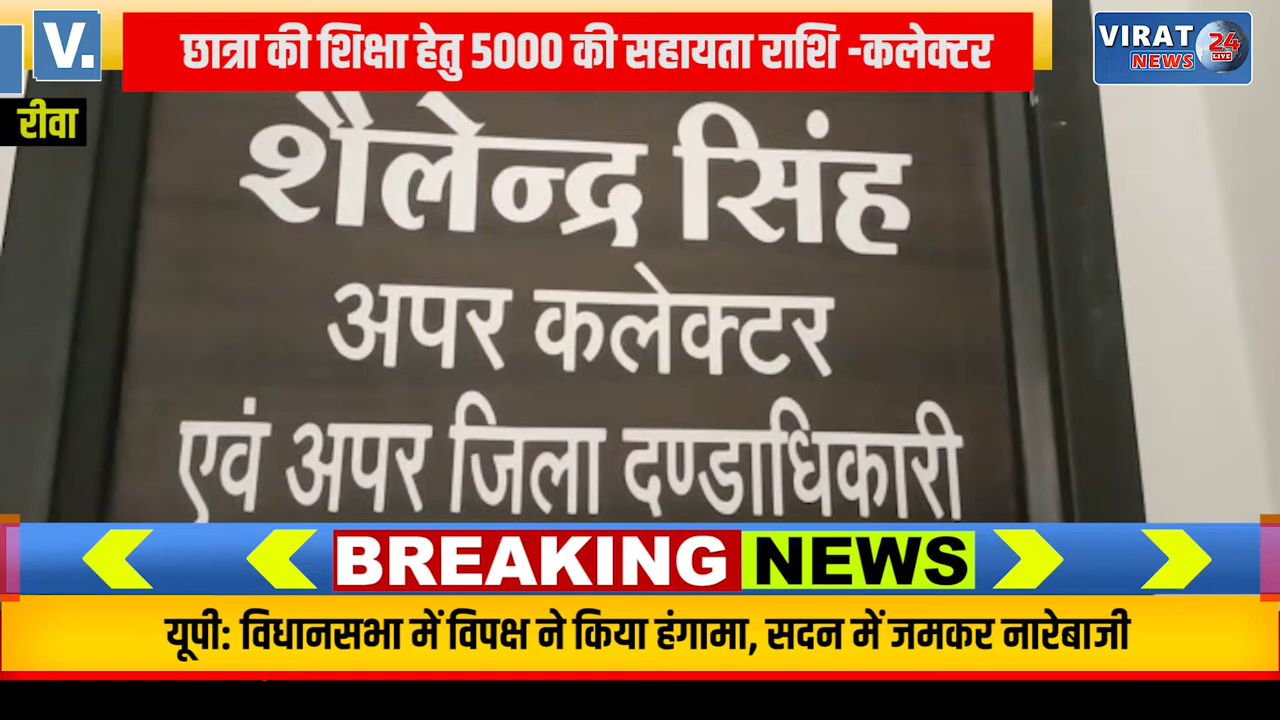 V.
छात्रा की शिक्षा हेतु 5000 की सहायता राशि -कलेक्टर
VIRAT 24
NEWS LIVE
रीवा
शैलेन्द्र सिंह
अपर कलेक्टर
एवं अपर जिला दण्डाधिकारी
BREAKING NEWS
यूपी: विधानसभा में विपक्ष ने किया हंगामा, सदन में जमकर नारेबाजी